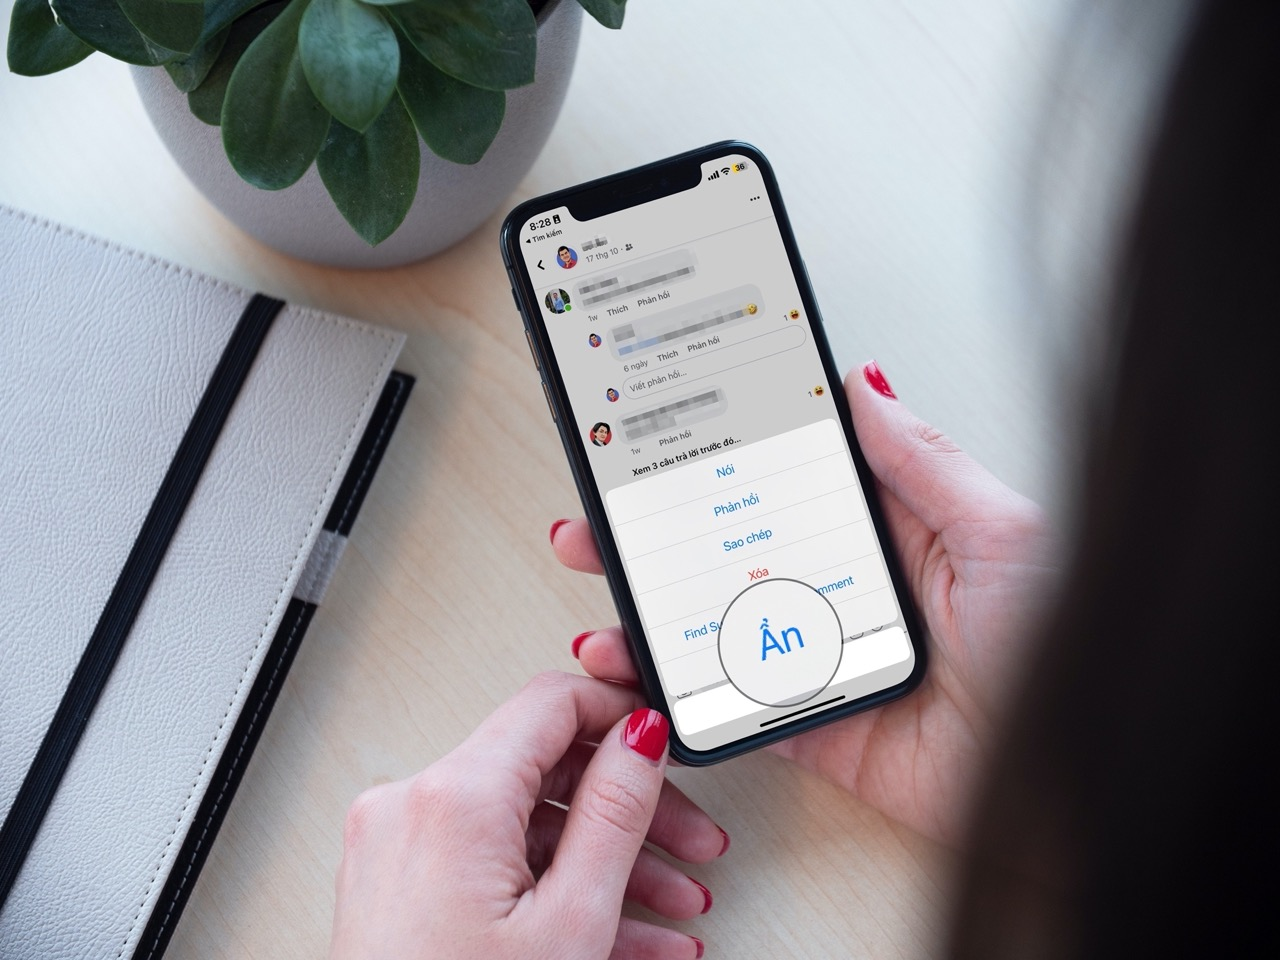 8:28
36
◀ Tìm kiếm
17 thg 10 ·
1w Thích Phản hồi
1
6 ngày Thích Phản hồi
Viết phản hồi...
1
1w Phản hồi
Xem 3 câu trả lời trước đó...
Nói
Phản hồi
Sao chép
Xóa
Find mment
Ẩn